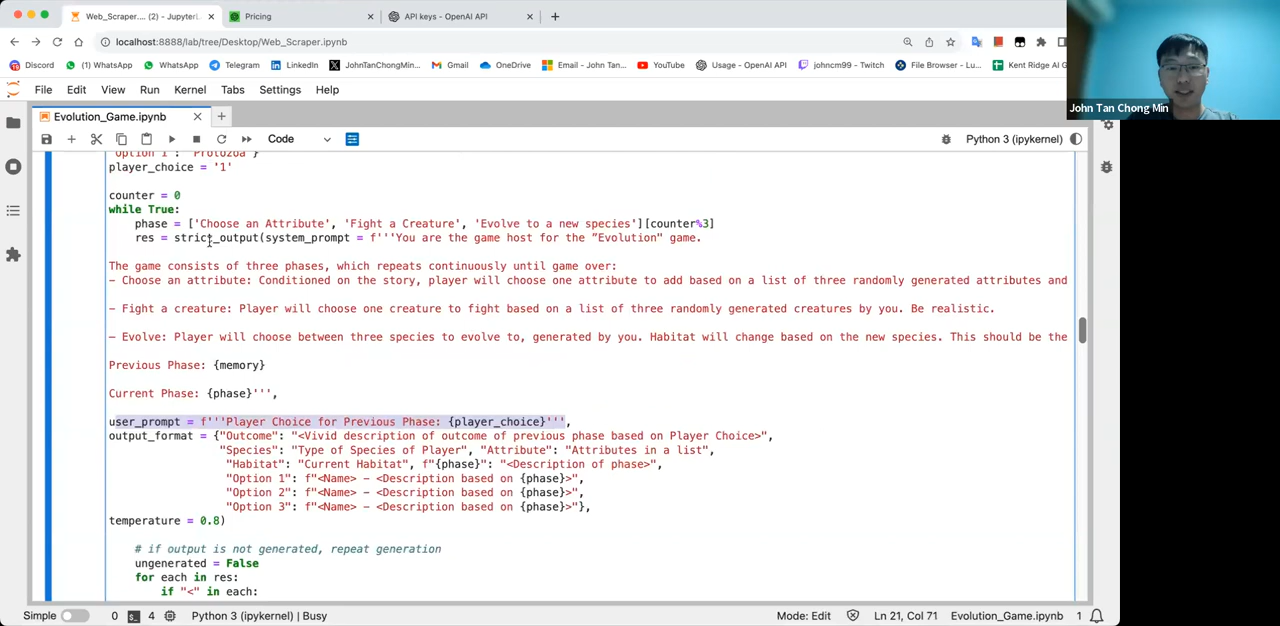 Web_Scraper.... (2) - JupyterL
Pricing
API keys - OpenAI API
localhost:8888/lab/tree/Desktop/Web_Scraper.ipynb
Discord
(1) WhatsApp
WhatsApp
Telegram
LinkedIn
JohnTanChongMin...
Gmail
OneDrive
Email - John Tan...
YouTube
Usage - OpenAI API
johncm99 - Twitch
File Browser - Lu...
Kent Ridge AI G
John Tan Chong Min
File Edit View Run Kernel Tabs Settings Help
Evolution_Game.ipynb
Code
Python 3 (ipykernel)
"Option 1": "Protozoa"}
player_choice = '1'
counter = 0
while True:
phase = ['Choose an Attribute', 'Fight a Creature', 'Evolve to a new species'][counter%3]
res = strict_output(system_prompt = f'''You are the game host for the “Evolution" game.
The game consists of three phases, which repeats continuously until game over:
- Choose an attribute: Conditioned on the story, player will choose one attribute to add based on a list of three randomly generated attributes and
- Fight a creature: Player will choose one creature to fight based on a list of three randomly generated creatures by you. Be realistic.
- Evolve: Player will choose between three species to evolve to, generated by you. Habitat will change based on the new species. This should be the
Previous Phase: {memory}
Current Phase: {phase}''',
user_prompt = f'''Player Choice for Previous Phase: {player_choice}''',
output_format = {"Outcome": "<Vivid description of outcome of previous phase based on Player Choice>",
"Species": "Type of Species of Player", "Attribute": "Attributes in a list",
"Habitat": "Current Habitat", f"{phase}": "<Description of phase>",
"Option 1": f"<Name> - <Description based on {phase}>",
"Option 2": f"<Name> - <Description based on {phase}>",
"Option 3": f"<Name> - <Description based on {phase}>"},
temperature = 0.8)
# if output is not generated, repeat generation
ungenerated = False
for each in res:
if "<" in each:
Simple
0
4
Python 3 (ipykernel) | Busy
Mode: Edit
Ln 21, Col 71
Evolution_Game.ipynb
1